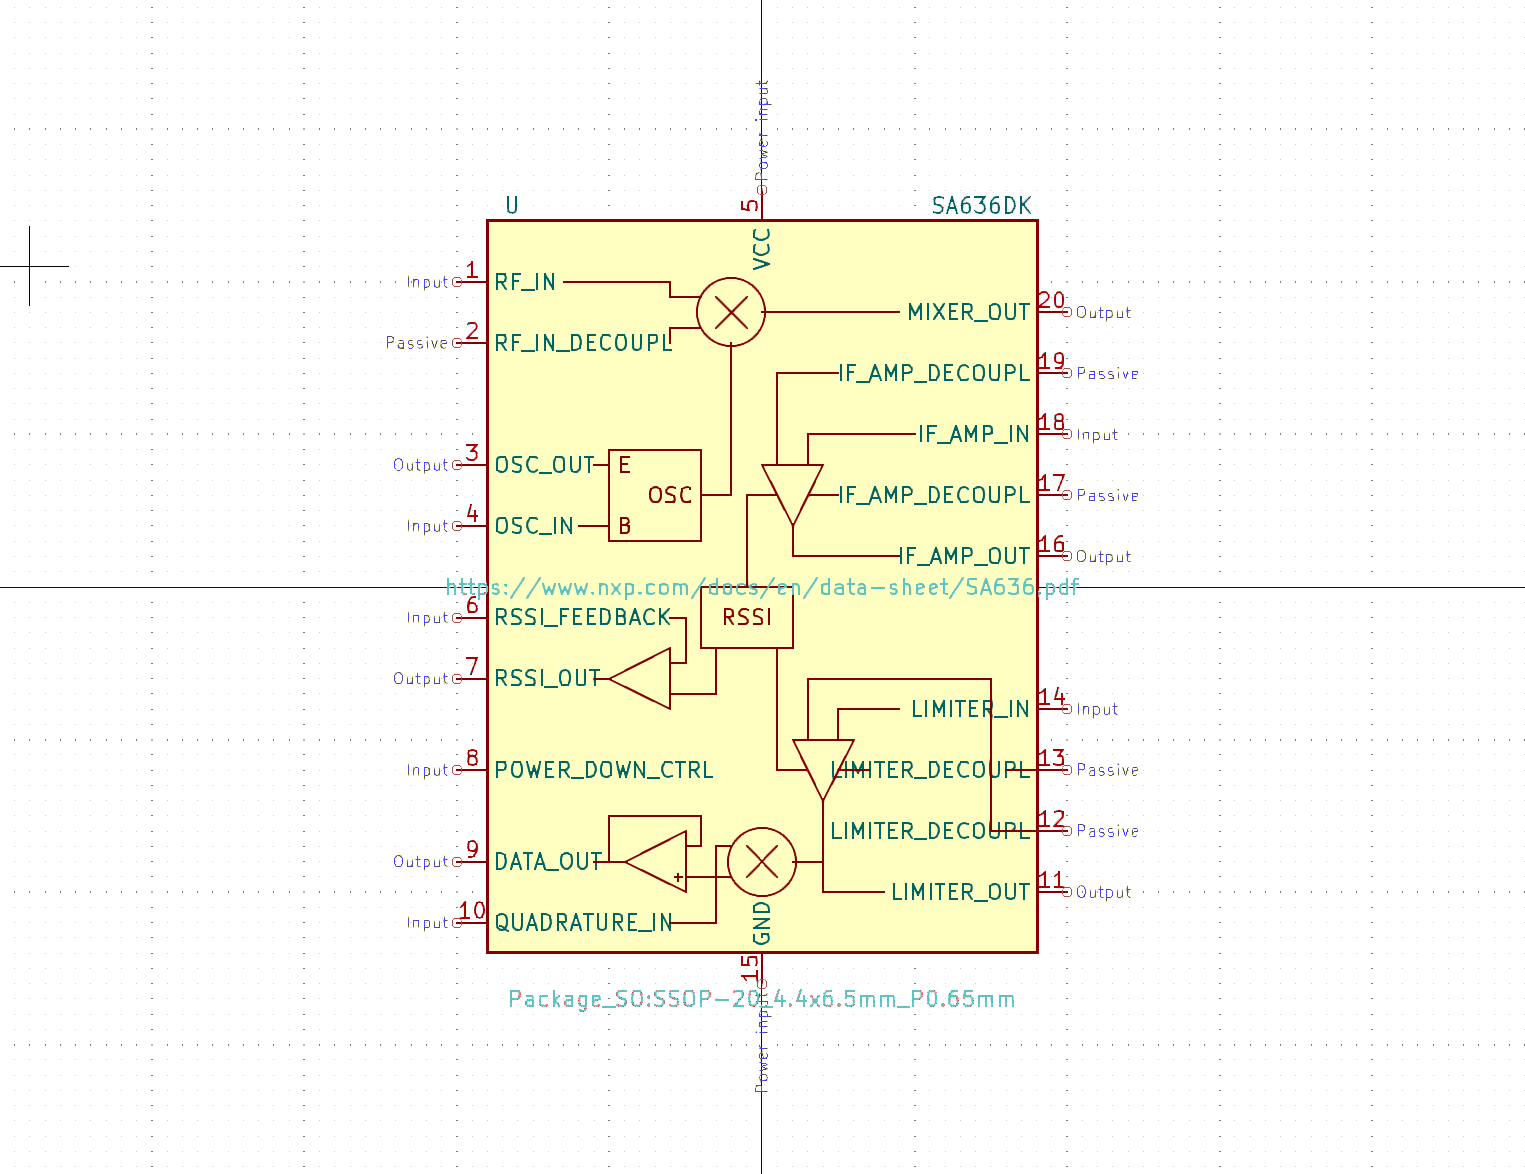 Power input
5
U
SA636DK
VCC
Input 1 RF_IN
MIXER_OUT 20 Output
Passive 2 RF_IN_DECOUPL
IF_AMP_DECOUPL 19 Passive
IF_AMP_IN 18 Input
Output 3 OSC_OUT E
OSC
IF_AMP_DECOUPL 17 Passive
Input 4 OSC_IN B
IF_AMP_OUT 16 Output
https://www.nxp.com/docs/en/data-sheet/SA636.pdf
Input 6 RSSI_FEEDBACK
RSSI
Output 7 RSSI_OUT
LIMITER_IN 14 Input
Input 8 POWER_DOWN_CTRL
LIMITER_DECOUPL 13 Passive
LIMITER_DECOUPL 12 Passive
Output 9 DATA_OUT
+
LIMITER_OUT 11 Output
Input 10 QUADRATURE_IN
GND
15
Package_SO:SSOP-20_4.4x6.5mm_P0.65mm
Power input